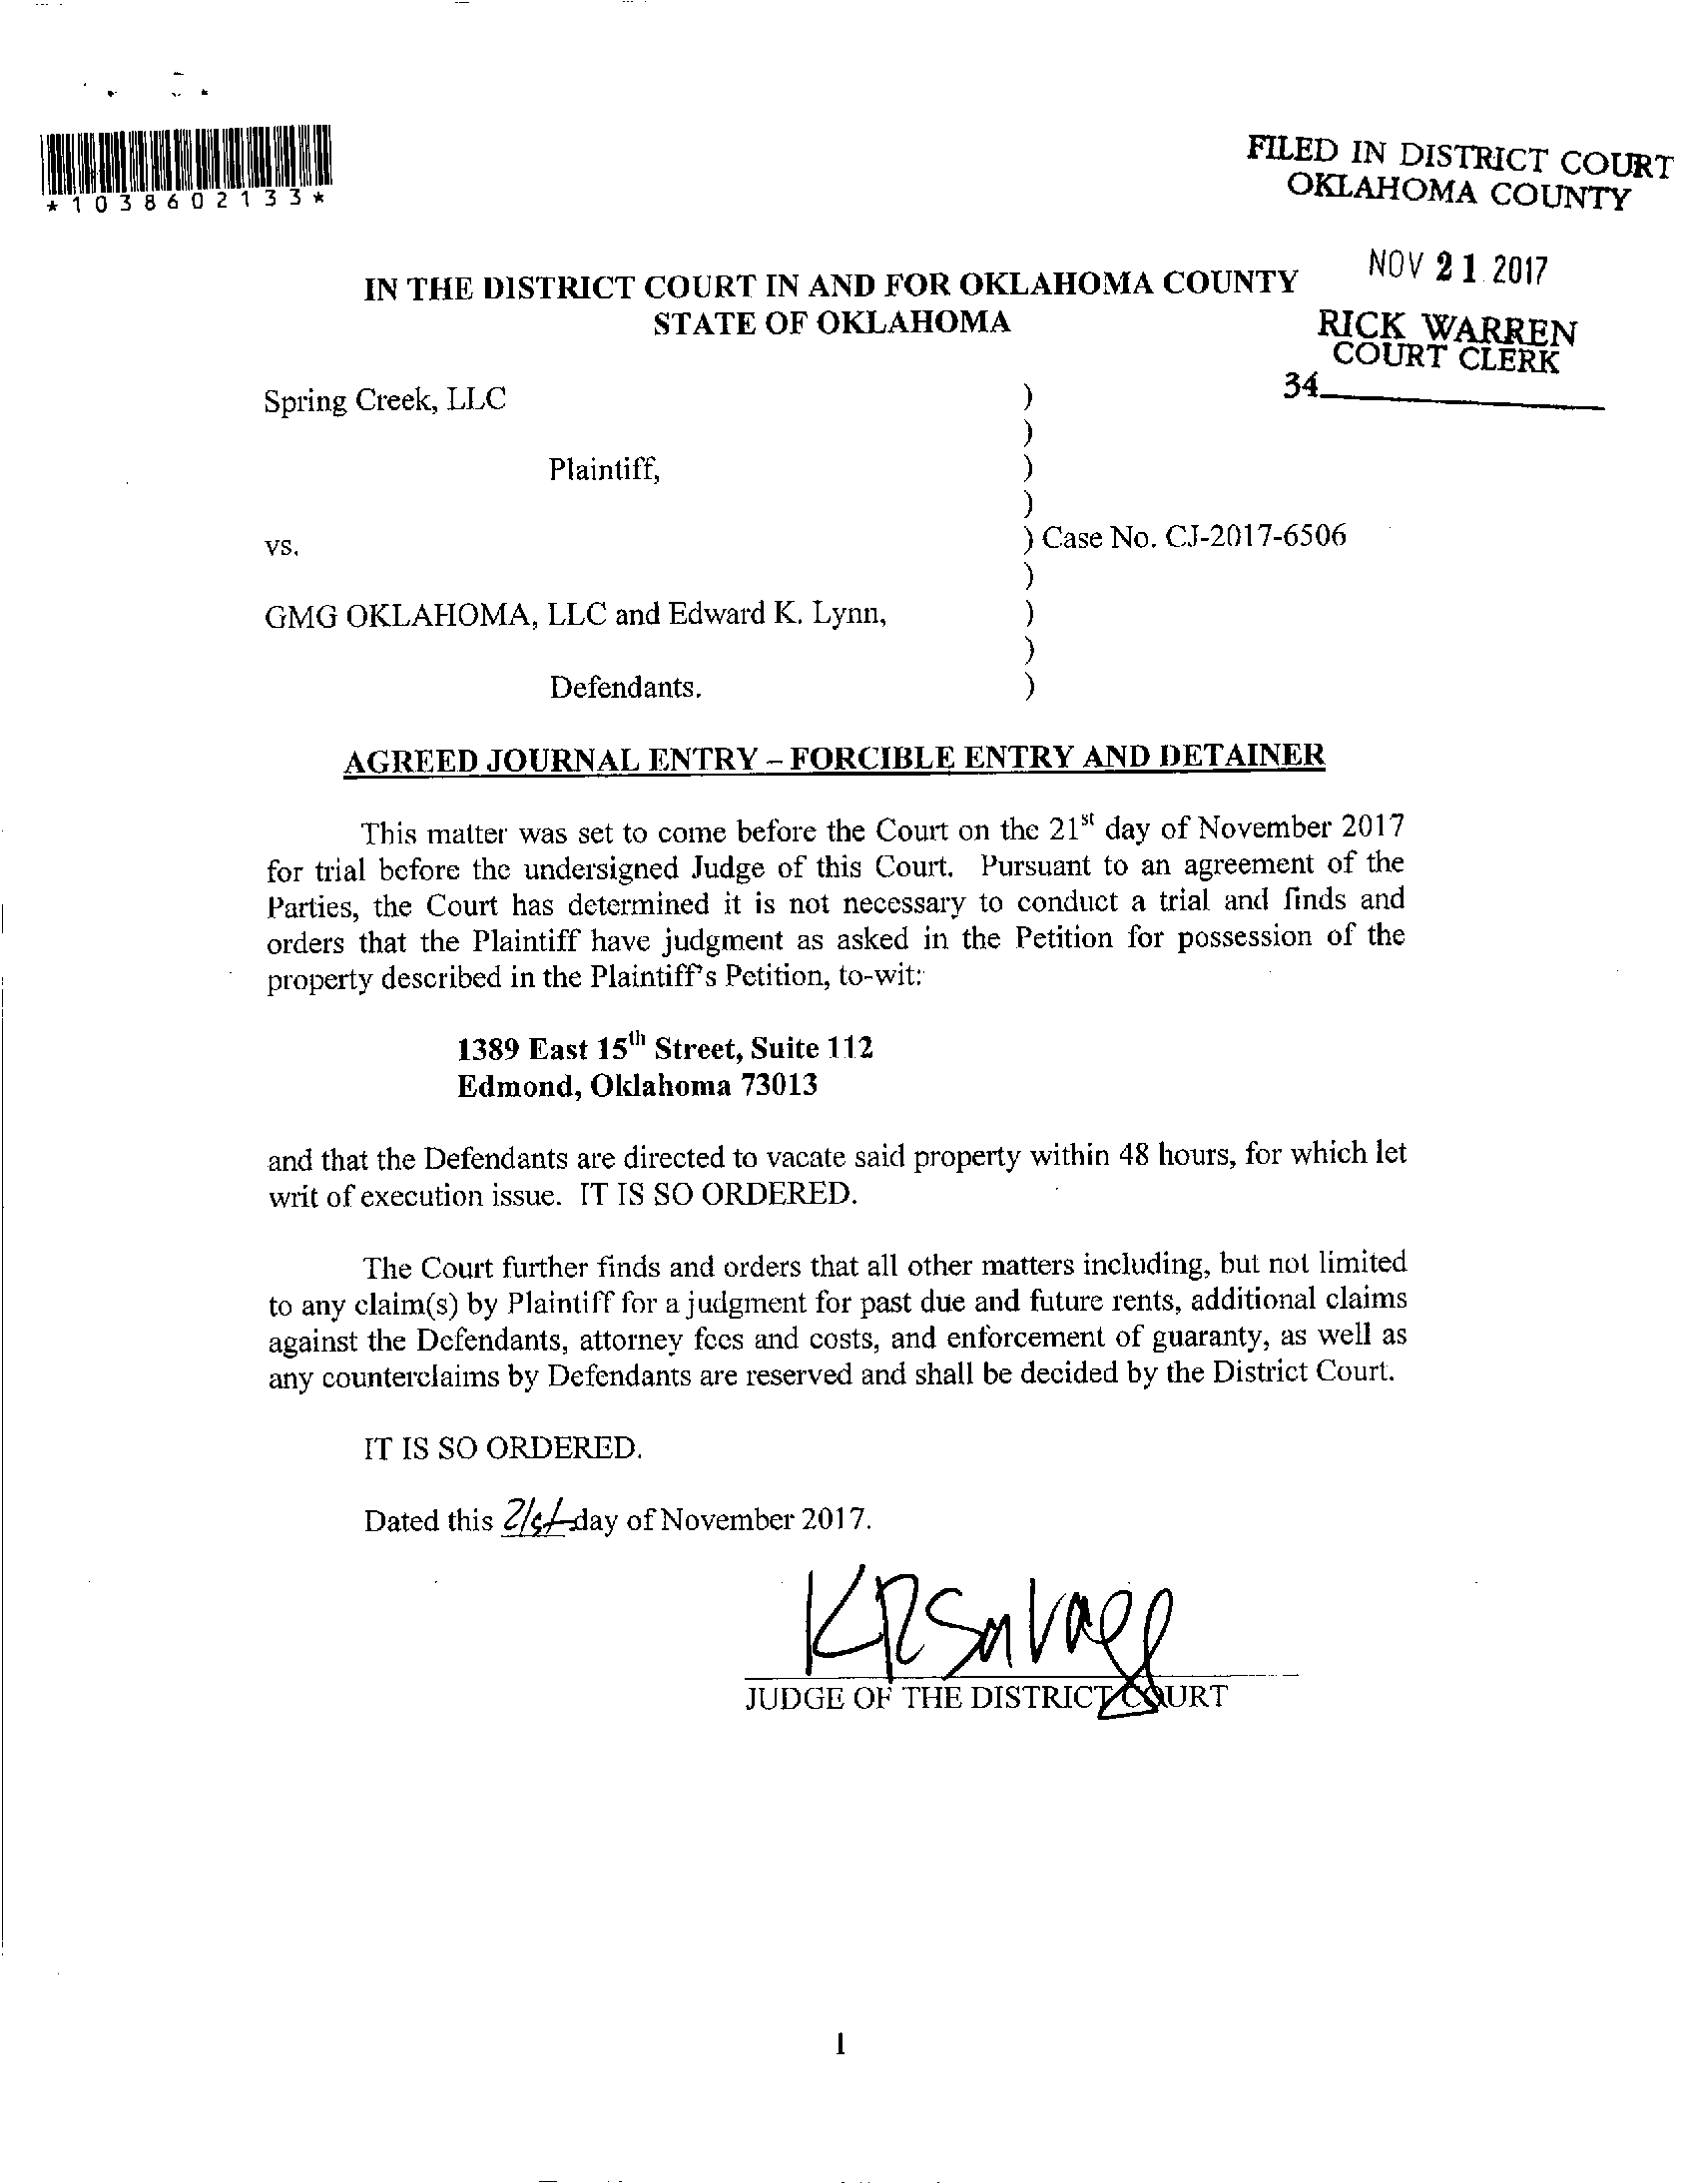 *1038602133*
FILED IN DISTRICT COURT
OKLAHOMA COUNTY
NOV 21 2017
RICK WARREN
COURT CLERK
34
IN THE DISTRICT COURT IN AND FOR OKLAHOMA COUNTY
STATE OF OKLAHOMA
Spring Creek, LLC )
)
Plaintiff, )
)
vs. ) Case No. CJ-2017-6506
)
GMG OKLAHOMA, LLC and Edward K. Lynn, )
)
Defendants. )
AGREED JOURNAL ENTRY – FORCIBLE ENTRY AND DETAINER
This matter was set to come before the Court on the 21st day of November 2017
for trial before the undersigned Judge of this Court. Pursuant to an agreement of the
Parties, the Court has determined it is not necessary to conduct a trial and finds and
orders that the Plaintiff have judgment as asked in the Petition for possession of the
property described in the Plaintiff's Petition, to-wit:
1389 East 15th Street, Suite 112
Edmond, Oklahoma 73013
and that the Defendants are directed to vacate said property within 48 hours, for which let
writ of execution issue. IT IS SO ORDERED.
The Court further finds and orders that all other matters including, but not limited
to any claim(s) by Plaintiff for a judgment for past due and future rents, additional claims
against the Defendants, attorney fees and costs, and enforcement of guaranty, as well as
any counterclaims by Defendants are reserved and shall be decided by the District Court.
IT IS SO ORDERED.
Dated this 21st day of November 2017.
KRSavage
JUDGE OF THE DISTRICT COURT
1